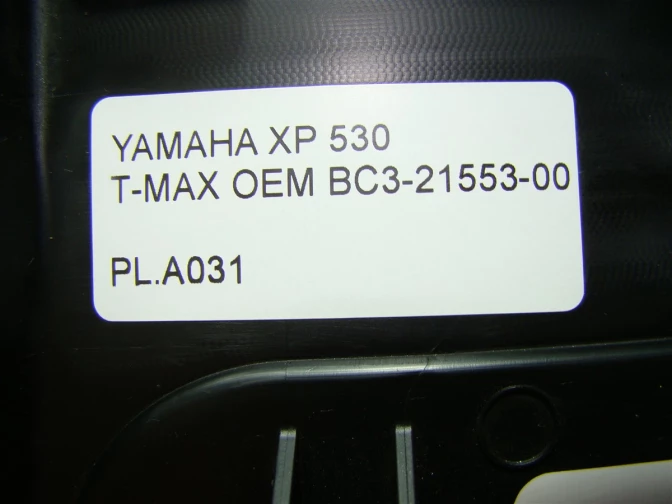 YAMAHA XP 530
T-MAX OEM BC3-21553-00
PL.A031